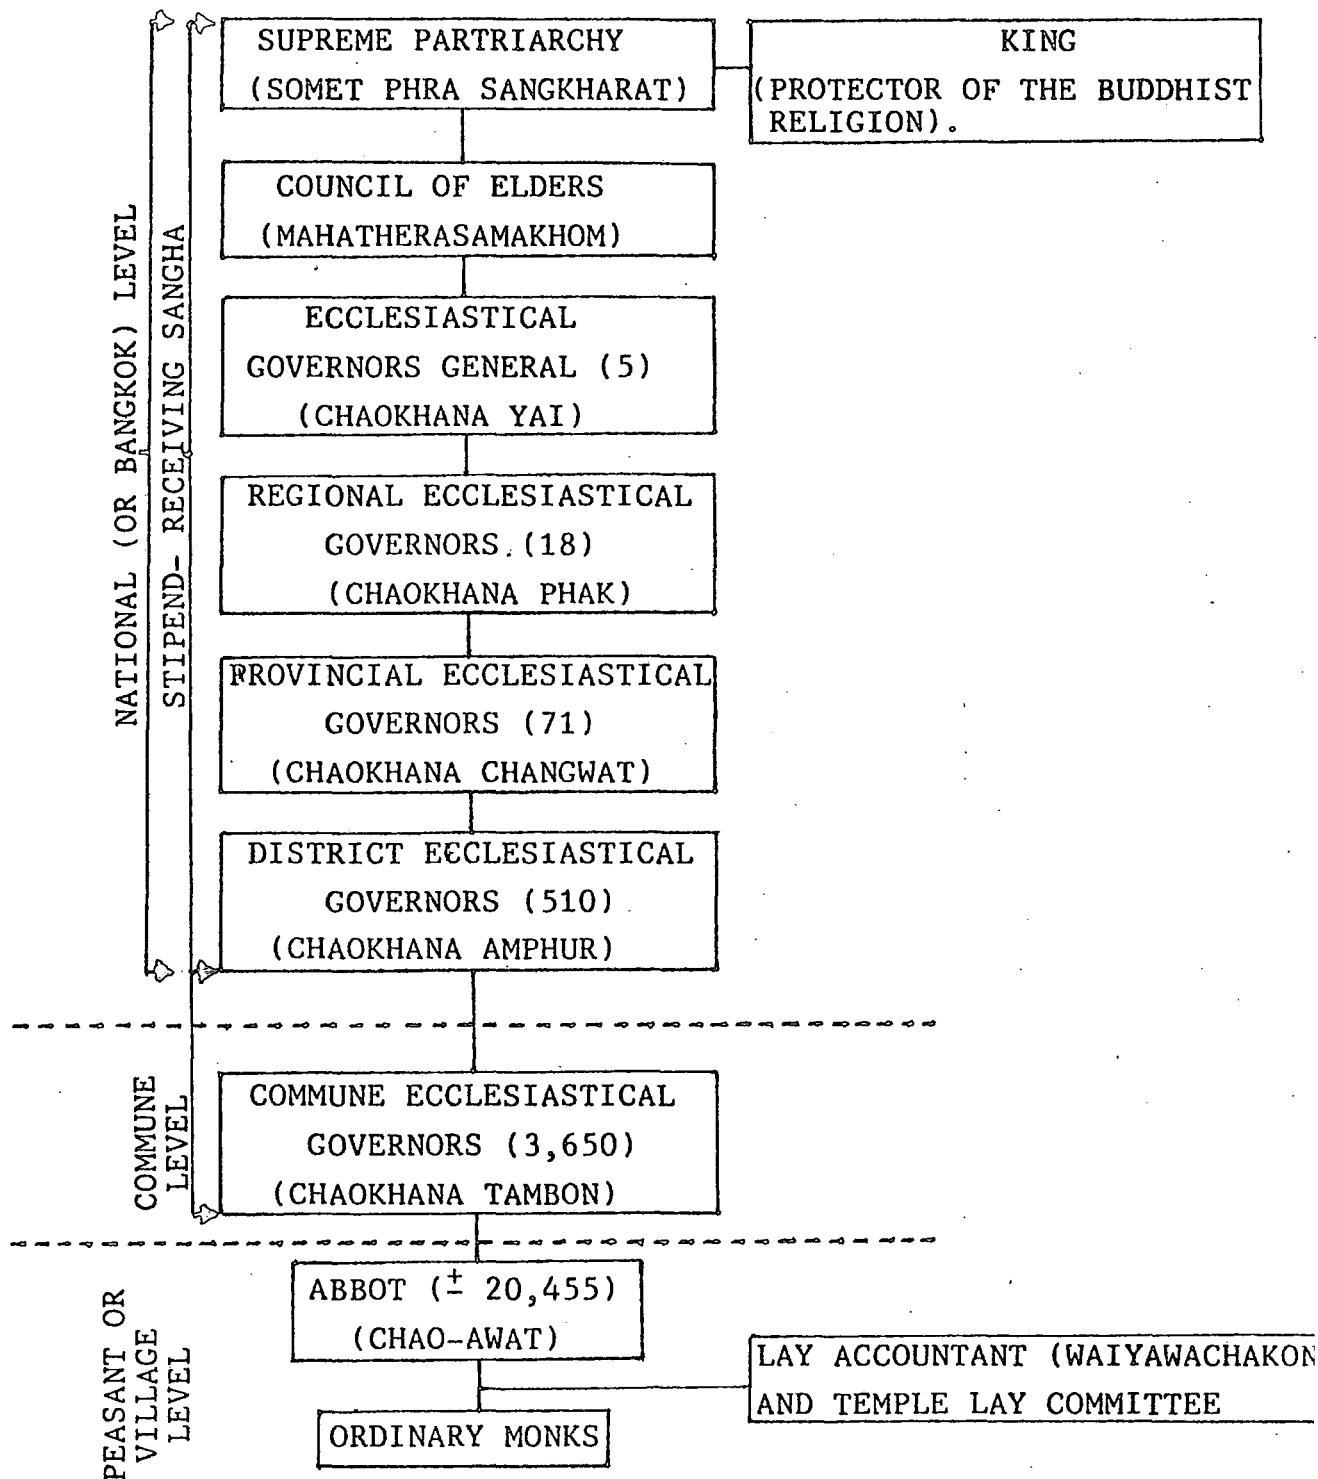 SUPREME PARTRIARCHY
(SOMET PHRA SANGKHARAT)
KING
(PROTECTOR OF THE BUDDHIST
RELIGION).
COUNCIL OF ELDERS
(MAHATHERASAMAKHOM)
ECCLESIASTICAL
GOVERNORS GENERAL (5)
(CHAOKHANA YAI)
REGIONAL ECCLESIASTICAL
GOVERNORS (18)
(CHAOKHANA PHAK)
PROVINCIAL ECCLESIASTICAL
GOVERNORS (71)
(CHAOKHANA CHANGWAT)
DISTRICT ECCLESIASTICAL
GOVERNORS (510)
(CHAOKHANA AMPHUR)
NATIONAL (OR BANGKOK) LEVEL
STIPEND- RECEIVING SANGHA
COMMUNE
LEVEL
COMMUNE ECCLESIASTICAL
GOVERNORS (3,650)
(CHAOKHANA TAMBON)
PEASANT OR
VILLAGE
LEVEL
ABBOT (± 20,455)
(CHAO-AWAT)
LAY ACCOUNTANT (WAIYAWACHAKON
AND TEMPLE LAY COMMITTEE
ORDINARY MONKS